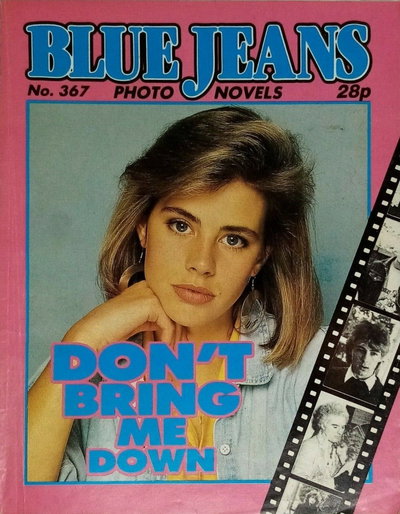 BLUE JEANS
No. 367 PHOTO NOVELS 28p
DON'T
BRING
ME
DOWN